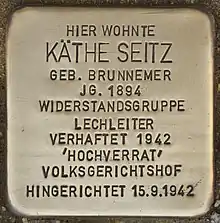 HIER WOHNTE
KÄTHE SEITZ
GEB. BRUNNEMER
JG. 1894
WIDERSTANDSGRUPPE
LECHLEITER
VERHAFTET 1942
'HOCHVERRAT'
VOLKSGERICHTSHOF
HINGERICHTET 15.9.1942